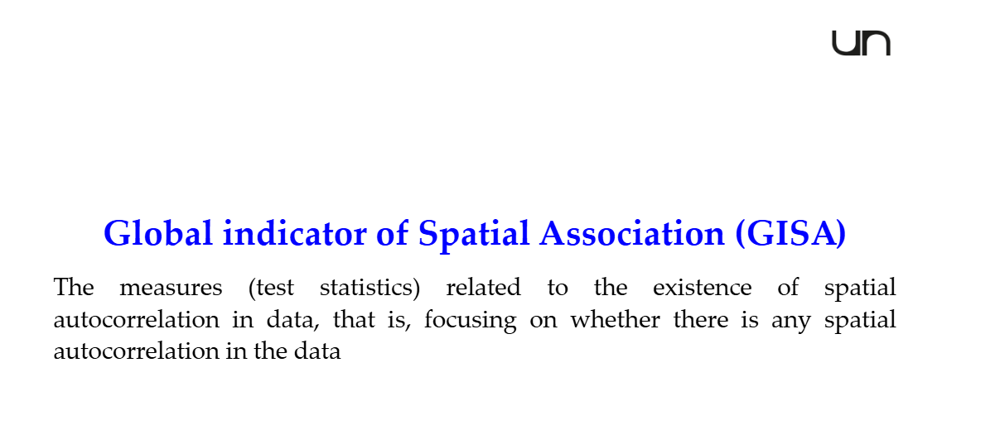 un
Global indicator of Spatial Association (GISA)
The measures (test statistics) related to the existence of spatial
autocorrelation in data, that is, focusing on whether there is any spatial
autocorrelation in the data